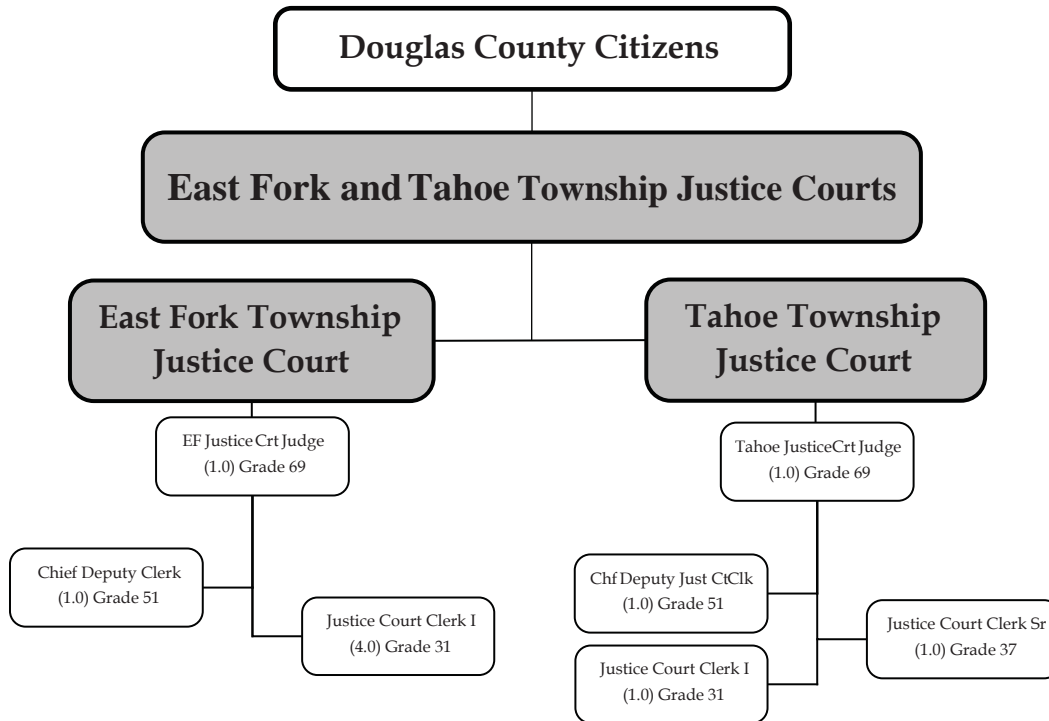 Douglas County Citizens
East Fork and Tahoe Township Justice Courts
East Fork Township
Justice Court
Tahoe Township
Justice Court
EF Justice Crt Judge
(1.0) Grade 69
Tahoe JusticeCrt Judge
(1.0) Grade 69
Chief Deputy Clerk
(1.0) Grade 51
Justice Court Clerk I
(4.0) Grade 31
Chf Deputy Just CtClk
(1.0) Grade 51
Justice Court Clerk Sr
(1.0) Grade 37
Justice Court Clerk I
(1.0) Grade 31